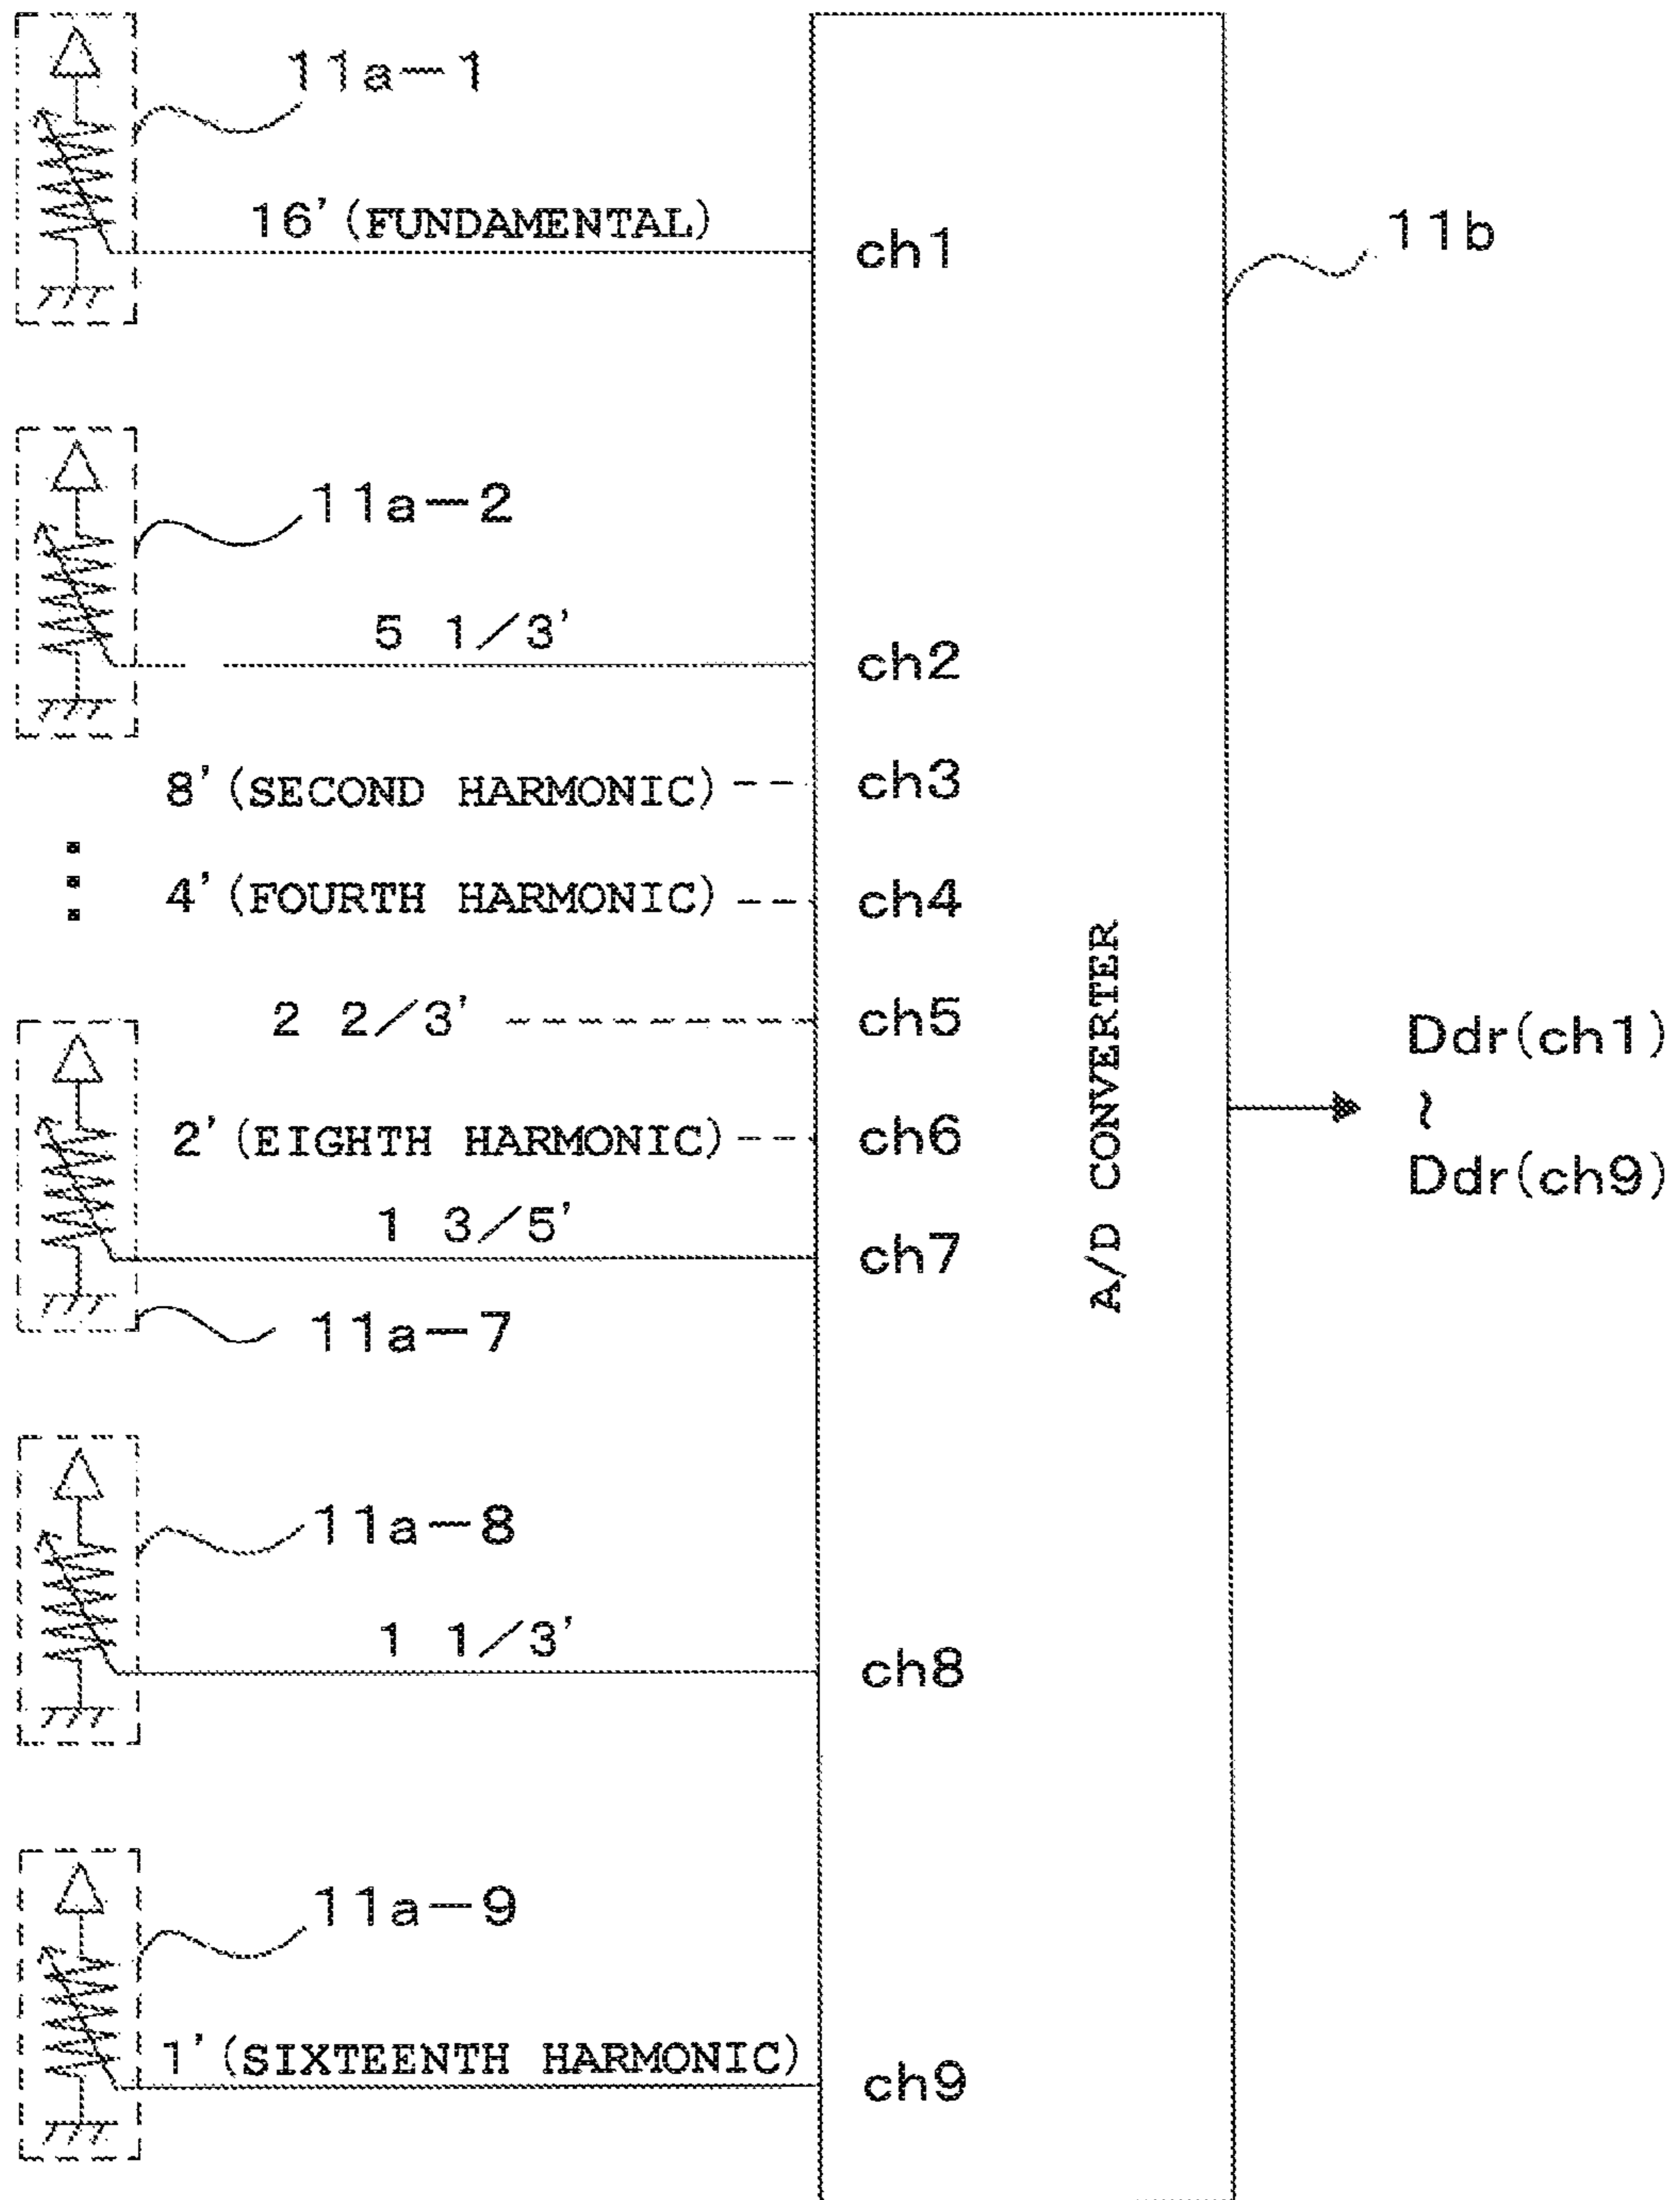 11a-1
16' (FUNDAMENTAL)
ch1
11b
11a-2
5 1/3'
ch2
8' (SECOND HARMONIC)
ch3
4' (FOURTH HARMONIC)
ch4
2 2/3'
ch5
A/D CONVERTER
Ddr(ch1)
~
Ddr(ch9)
2' (EIGHTH HARMONIC)
ch6
1 3/5'
ch7
11a-7
11a-8
1 1/3'
ch8
11a-9
1' (SIXTEENTH HARMONIC)
ch9